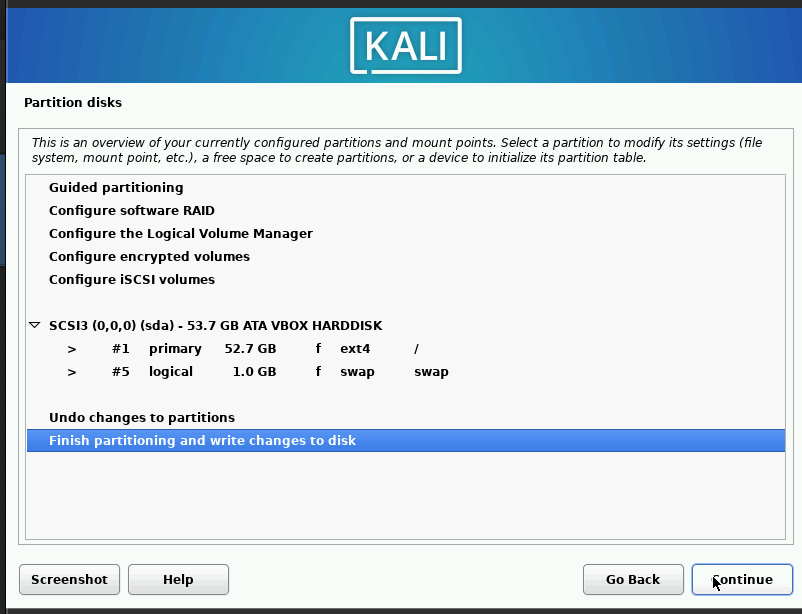 KALI
Partition disks
This is an overview of your currently configured partitions and mount points. Select a partition to modify its settings (file
system, mount point, etc.), a free space to create partitions, or a device to initialize its partition table.
Guided partitioning
Configure software RAID
Configure the Logical Volume Manager
Configure encrypted volumes
Configure iSCSI volumes
SCSI3 (0,0,0) (sda) - 53.7 GB ATA VBOX HARDDISK
> #1 primary 52.7 GB f ext4 /
> #5 logical 1.0 GB f swap swap
Undo changes to partitions
Finish partitioning and write changes to disk
Screenshot Help Go Back Continue